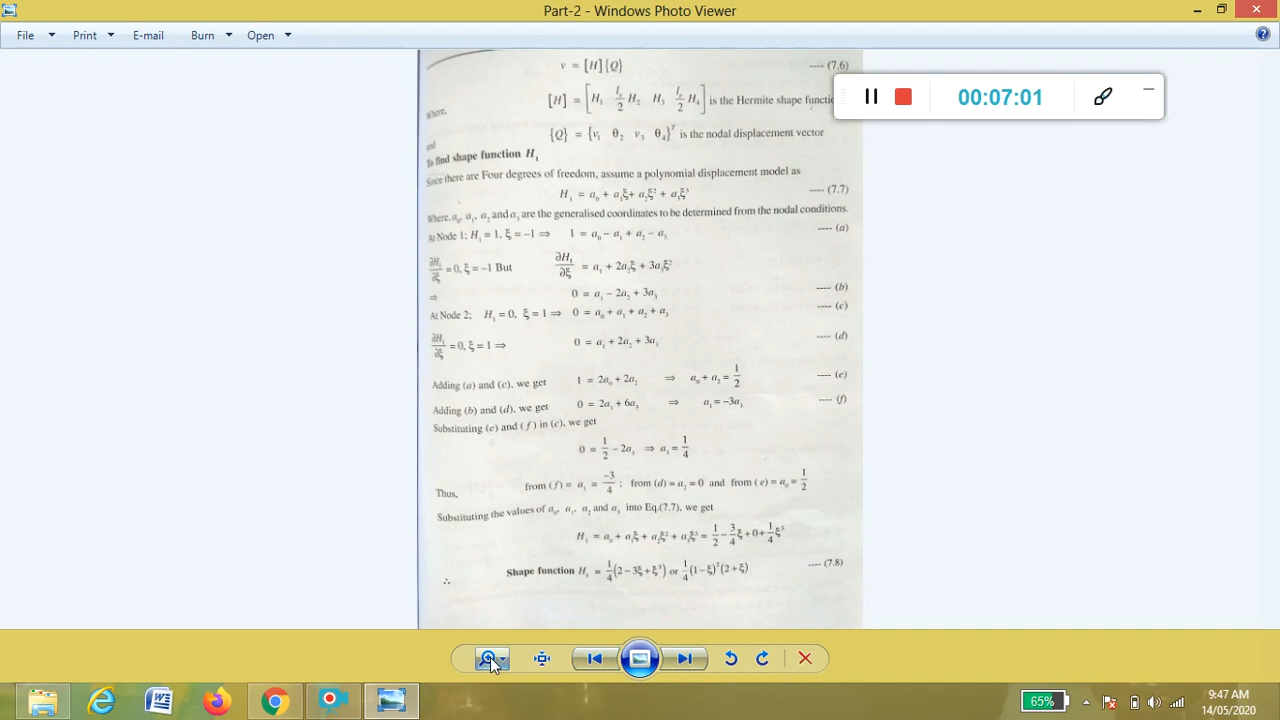 Part-2 - Windows Photo Viewer
File Print E-mail Burn Open
00:07:01
v = [H]{Q} ---- (7.6)
Where, [H] = [H₁ lₑ/2 H₂ H₃ lₑ/2 H₄] is the Hermite shape functi
and {Q} = {v₁ θ₂ v₃ θ₄}ᵀ is the nodal displacement vector
To find shape function H₁
Since there are Four degrees of freedom, assume a polynomial displacement model as
H₁ = a₀ + a₁ξ + a₂ξ² + a₃ξ³ ---- (7.7)
Where, a₀, a₁, a₂ and a₃ are the generalised coordinates to be determined from the nodal conditions.
At Node 1; H₁ = 1, ξ = −1 ⇒ 1 = a₀ − a₁ + a₂ − a₃ ---- (a)
∂H₁/∂ξ = 0, ξ = −1 But ∂H₁/∂ξ = a₁ + 2a₂ξ + 3a₃ξ²
⇒ 0 = a₁ − 2a₂ + 3a₃ ---- (b)
At Node 2; H₁ = 0, ξ = 1 ⇒ 0 = a₀ + a₁ + a₂ + a₃ ---- (c)
∂H₁/∂ξ = 0, ξ = 1 ⇒ 0 = a₁ + 2a₂ + 3a₃ ---- (d)
Adding (a) and (c), we get 1 = 2a₀ + 2a₂ ⇒ a₀ + a₂ = 1/2 ---- (e)
Adding (b) and (d), we get 0 = 2a₁ + 6a₃ ⇒ a₁ = −3a₃ ---- (f)
Substituting (e) and (f) in (c), we get
0 = 1/2 − 2a₃ ⇒ a₃ = 1/4
Thus, from (f) = a₁ = −3/4 ; from (d) = a₂ = 0 and from (e) = a₀ = 1/2
Substituting the values of a₀, a₁, a₂ and a₃ into Eq.(7.7), we get
H₁ = a₀ + a₁ξ + a₂ξ² + a₃ξ³ = 1/2 − 3/4 ξ + 0 + 1/4 ξ³
∴ Shape function H₁ = 1/4 (2 − 3ξ + ξ³) or 1/4 (1 − ξ)² (2 + ξ) ---- (7.8)
65%
9:47 AM
14/05/2020